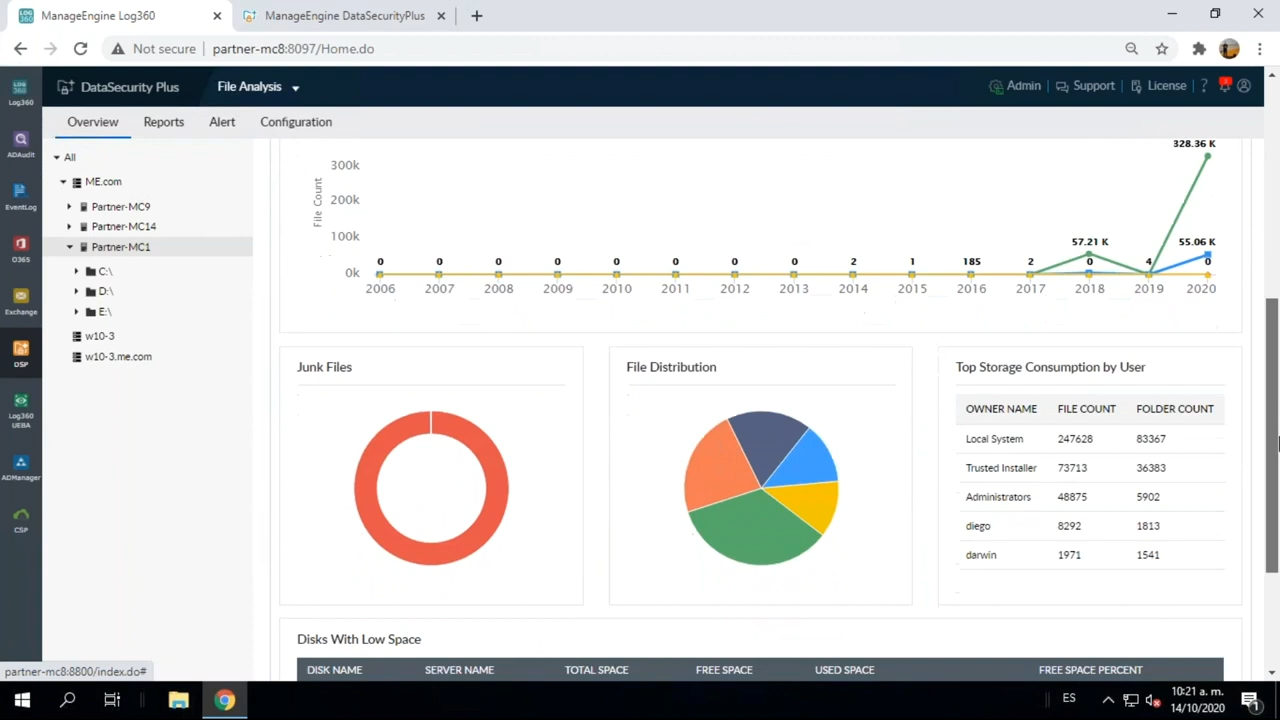 ManageEngine Log360
ManageEngine DataSecurityPlus
Not secure
partner-mc8:8097/Home.do
LOG
360
Log360
ADAudit
EventLog
O365
Exchange
DSP
Log360
UEBA
ADManager
CSP
DataSecurity Plus
File Analysis
Admin
Support
License
?
Overview
Reports
Alert
Configuration
All
ME.com
Partner-MC9
Partner-MC14
Partner-MC1
C:\
D:\
E:\
w10-3
w10-3.me.com
File Count
328.36 K
300k
200k
100k
57.21 K
55.06 K
0 0 0 0 0 0 0 0 2 1 185 2 0 4 0
0k
2006 2007 2008 2009 2010 2011 2012 2013 2014 2015 2016 2017 2018 2019 2020
Junk Files
File Distribution
Top Storage Consumption by User
OWNER NAME FILE COUNT FOLDER COUNT
Local System 247628 83367
Trusted Installer 73713 36383
Administrators 48875 5902
diego 8292 1813
darwin 1971 1541
Disks With Low Space
DISK NAME SERVER NAME TOTAL SPACE FREE SPACE USED SPACE FREE SPACE PERCENT
partner-mc8:8800/index.do#
ES
10:21 a. m.
14/10/2020
1